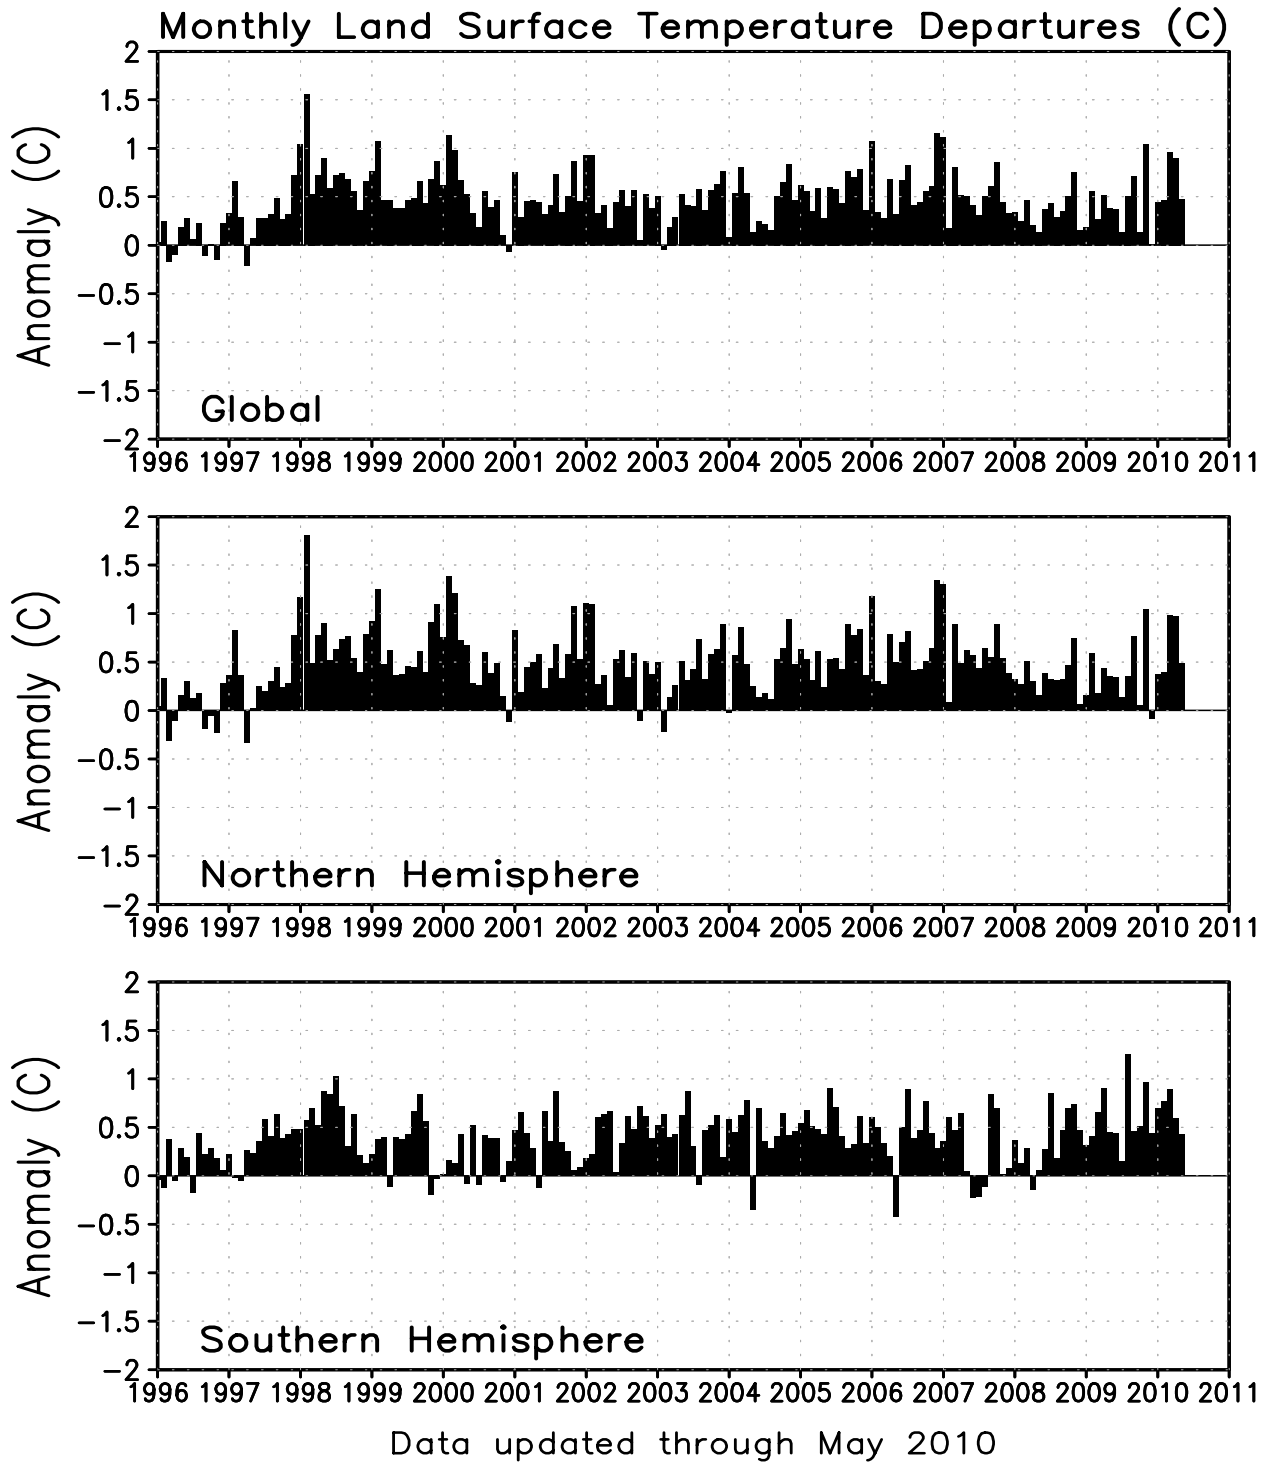 Monthly Land Surface Temperature Departures (C)
Anomaly (C)
2
1.5
1
0.5
0
−0.5
−1
−1.5
−2
Global
1996 1997 1998 1999 2000 2001 2002 2003 2004 2005 2006 2007 2008 2009 2010 2011
Anomaly (C)
2
1.5
1
0.5
0
−0.5
−1
−1.5
−2
Northern Hemisphere
1996 1997 1998 1999 2000 2001 2002 2003 2004 2005 2006 2007 2008 2009 2010 2011
Anomaly (C)
2
1.5
1
0.5
0
−0.5
−1
−1.5
−2
Southern Hemisphere
1996 1997 1998 1999 2000 2001 2002 2003 2004 2005 2006 2007 2008 2009 2010 2011
Data updated through May 2010